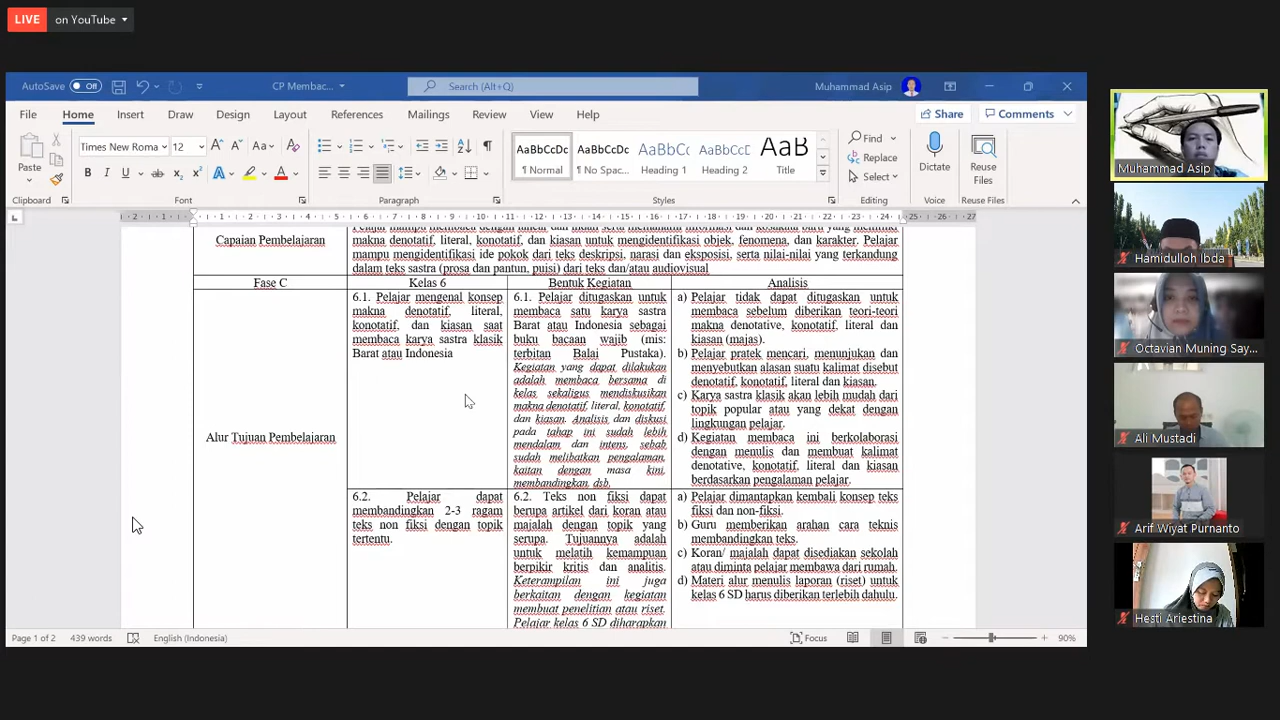 LIVE on YouTube
AutoSave Off
CP Membac...
Search (Alt+Q)
Muhammad Asip
File Home Insert Draw Design Layout References Mailings Review View Help
Share Comments
Paste
Times New Roma 12
Normal
No Spac...
Heading 1
Heading 2
Title
Find
Replace
Select
Dictate
Reuse Files
Clipboard Font Paragraph Styles Editing Voice Reuse Files
Capaian Pembelajaran
makna denotatif, literal, konotatif, dan kiasan untuk mengidentifikasi objek, fenomena, dan karakter. Pelajar
mampu mengidentifikasi ide pokok dari teks deskripsi, narasi dan eksposisi, serta nilai-nilai yang terkandung
dalam teks sastra (prosa dan pantun, puisi) dari teks dan/atau audiovisual
Fase C
Kelas 6
Bentuk Kegiatan
Analisis
Alur Tujuan Pembelajaran
6.1. Pelajar mengenal konsep
makna denotatif, literal,
konotatif, dan kiasan saat
membaca karya sastra klasik
Barat atau Indonesia
6.1. Pelajar ditugaskan untuk
membaca satu karya sastra
Barat atau Indonesia sebagai
buku bacaan wajib (mis:
terbitan Balai Pustaka).
Kegiatan yang dapat dilakukan
adalah membaca bersama di
kelas sekaligus mendiskusikan
makna denotatif, literal, konotatif,
dan kiasan. Analisis dan diskusi
pada tahap ini sudah lebih
mendalam dan intens, sebab
sudah melibatkan pengalaman,
kaitan dengan masa kini,
membandingkan, dsb.
a) Pelajar tidak dapat ditugaskan untuk
membaca sebelum diberikan teori-teori
makna denotative, konotatif, literal dan
kiasan (majas).
b) Pelajar pratek mencari, menunjukan dan
menyebutkan alasan suatu kalimat disebut
denotatif, konotatif, literal dan kiasan.
c) Karya sastra klasik akan lebih mudah dari
topik popular atau yang dekat dengan
lingkungan pelajar.
d) Kegiatan membaca ini berkolaborasi
dengan menulis dan membuat kalimat
denotative, konotatif, literal dan kiasan
berdasarkan pengalaman pelajar.
6.2. Pelajar dapat
membandingkan 2-3 ragam
teks non fiksi dengan topik
tertentu.
6.2. Teks non fiksi dapat
berupa artikel dari koran atau
majalah dengan topik yang
serupa. Tujuannya adalah
untuk melatih kemampuan
berpikir kritis dan analitis.
Keterampilan ini juga
berkaitan dengan kegiatan
membuat penelitian atau riset.
Pelajar kelas 6 SD diharapkan
a) Pelajar dimantapkan kembali konsep teks
fiksi dan non-fiksi.
b) Guru memberikan arahan cara teknis
membandingkan teks.
c) Koran/ majalah dapat disediakan sekolah
atau diminta pelajar membawa dari rumah.
d) Materi alur menulis laporan (riset) untuk
kelas 6 SD harus diberikan terlebih dahulu.
Page 1 of 2 439 words English (Indonesia) Focus 90%
Muhammad Asip
Hamidulloh Ibda
Octavian Muning Say...
Ali Mustadi
Arif Wiyat Purnanto
Hesti Ariestina